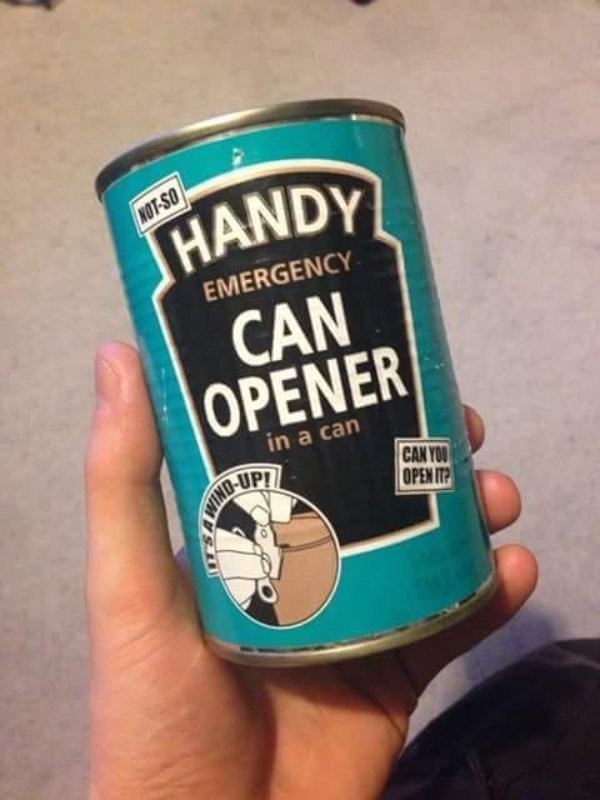 NOT-SO
HANDY
EMERGENCY
CAN
OPENER
in a can
CAN YOU
OPEN IT?
IT'S A WIND-UP!